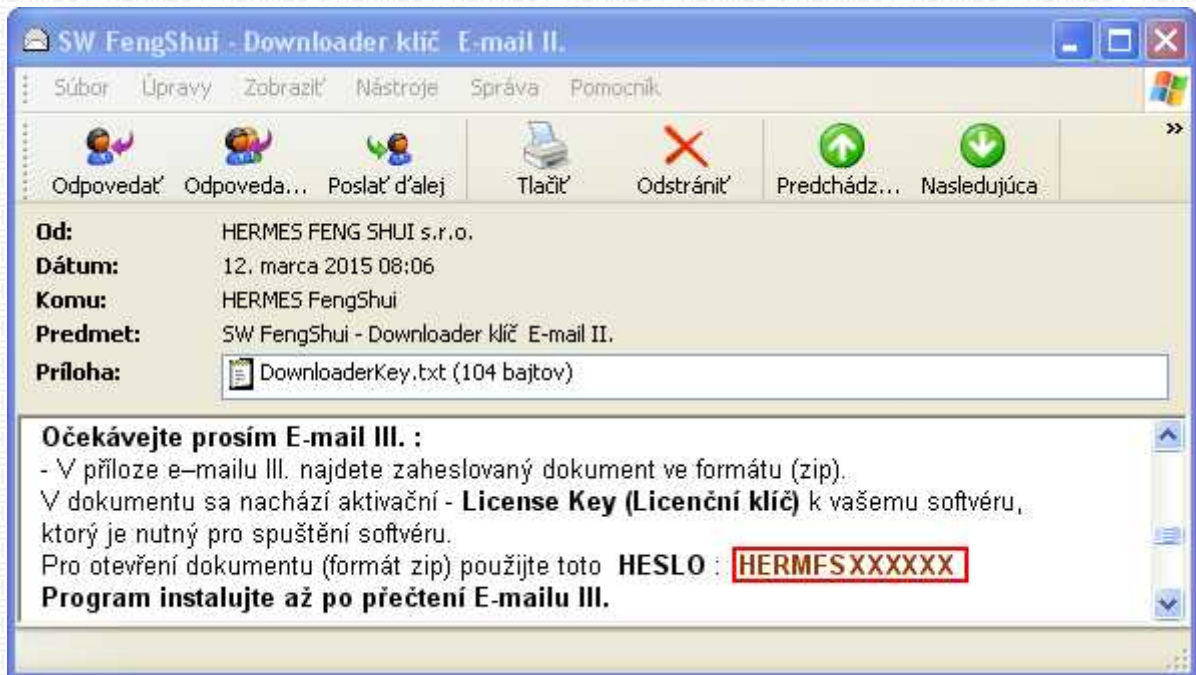 SW FengShui - Downloader klíč E-mail II.
Súbor Úpravy Zobraziť Nástroje Správa Pomocník
»
Odpovedať Odpoveda... Poslať ďalej Tlačiť Odstrániť Predchádz... Nasledujúca
Od: HERMES FENG SHUI s.r.o.
Dátum: 12. marca 2015 08:06
Komu: HERMES FengShui
Predmet: SW FengShui - Downloader klíč E-mail II.
Príloha: DownloaderKey.txt (104 bajtov)
Očekávejte prosím E-mail III. :
- V příloze e–mailu III. najdete zaheslovaný dokument ve formátu (zip).
V dokumentu sa nachází aktivační - License Key (Licenční klíč) k vašemu softvéru,
ktorý je nutný pro spuštění softvéru.
Pro otevření dokumentu (formát zip) použijte toto HESLO : HERMFSXXXXXX
Program instalujte až po přečtení E-mailu III.